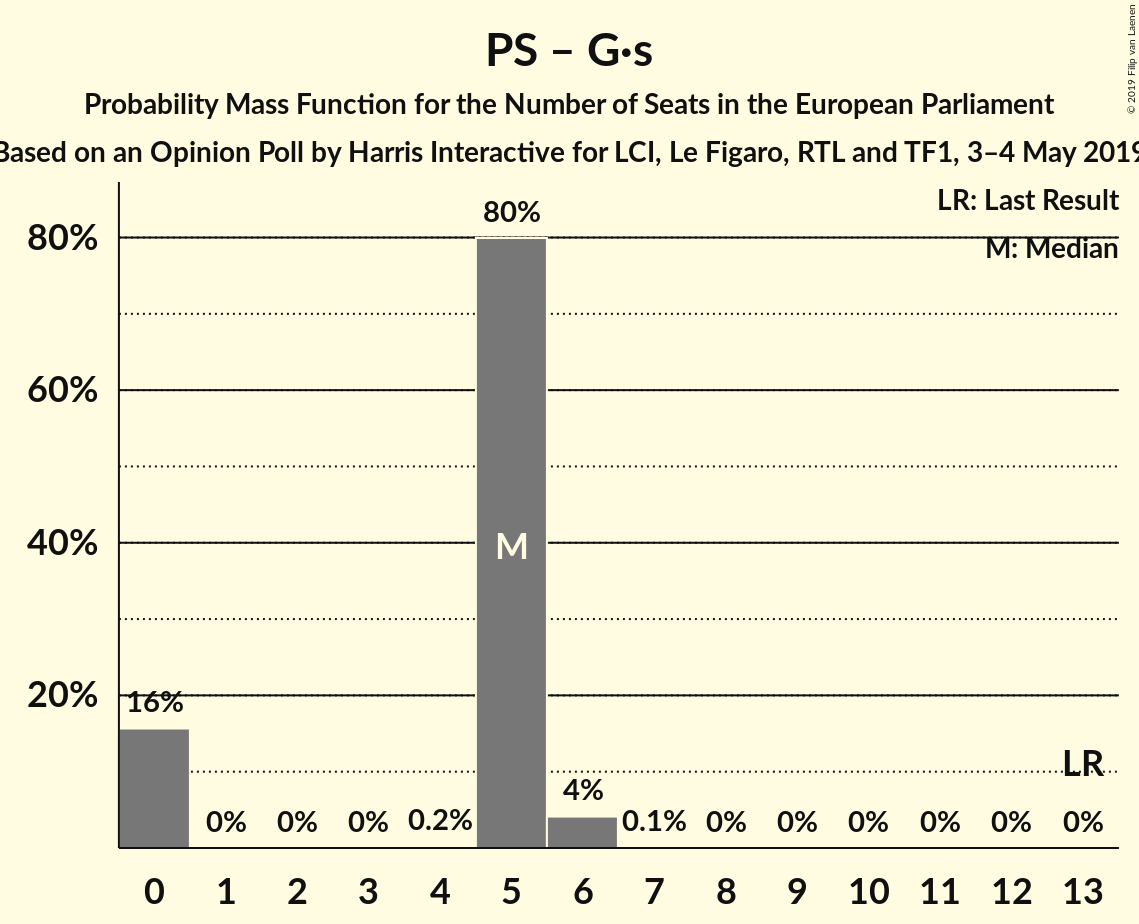 PS – G·s
Probability Mass Function for the Number of Seats in the European Parliament
Based on an Opinion Poll by Harris Interactive for LCI, Le Figaro, RTL and TF1, 3–4 May 2019
© 2019 Filip van Laenen
LR: Last Result
M: Median
80%
60%
40%
20%
16%
0%
0%
0%
0.2%
80%
M
4%
0.1%
0%
0%
0%
0%
0%
LR
0%
0 1 2 3 4 5 6 7 8 9 10 11 12 13